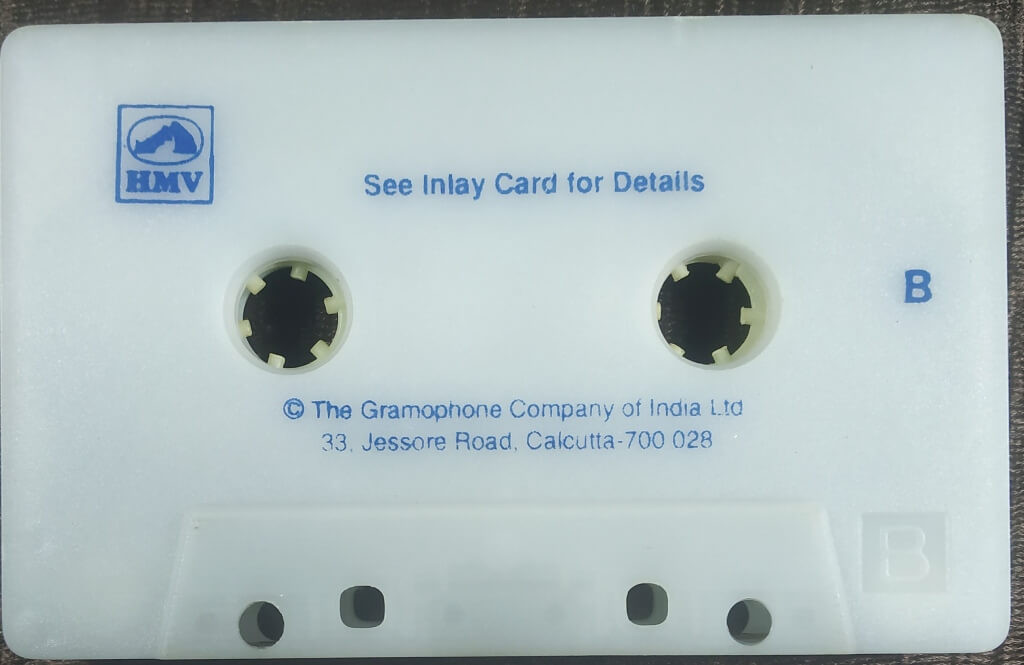 HMV
See Inlay Card for Details
B
© The Gramophone Company of India Ltd
33, Jessore Road, Calcutta-700 028
B